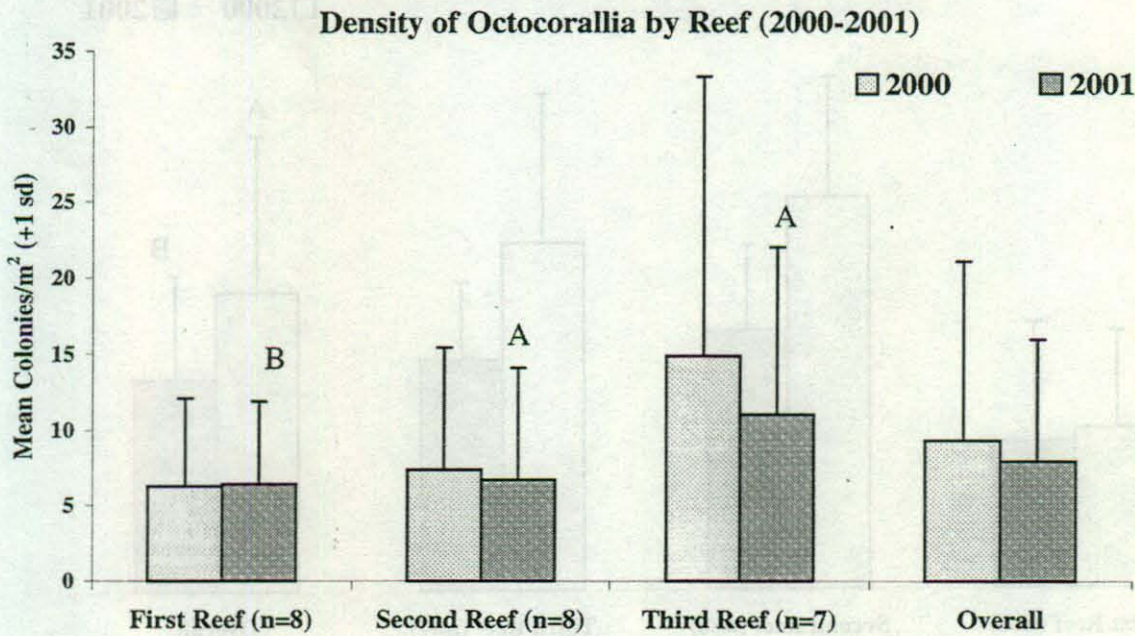 Density of Octocorallia by Reef (2000-2001)
2000 2001
Mean Colonies/m² (+1 sd)
35
30
25
20
15
10
5
0
B
A
A
First Reef (n=8) Second Reef (n=8) Third Reef (n=7) Overall